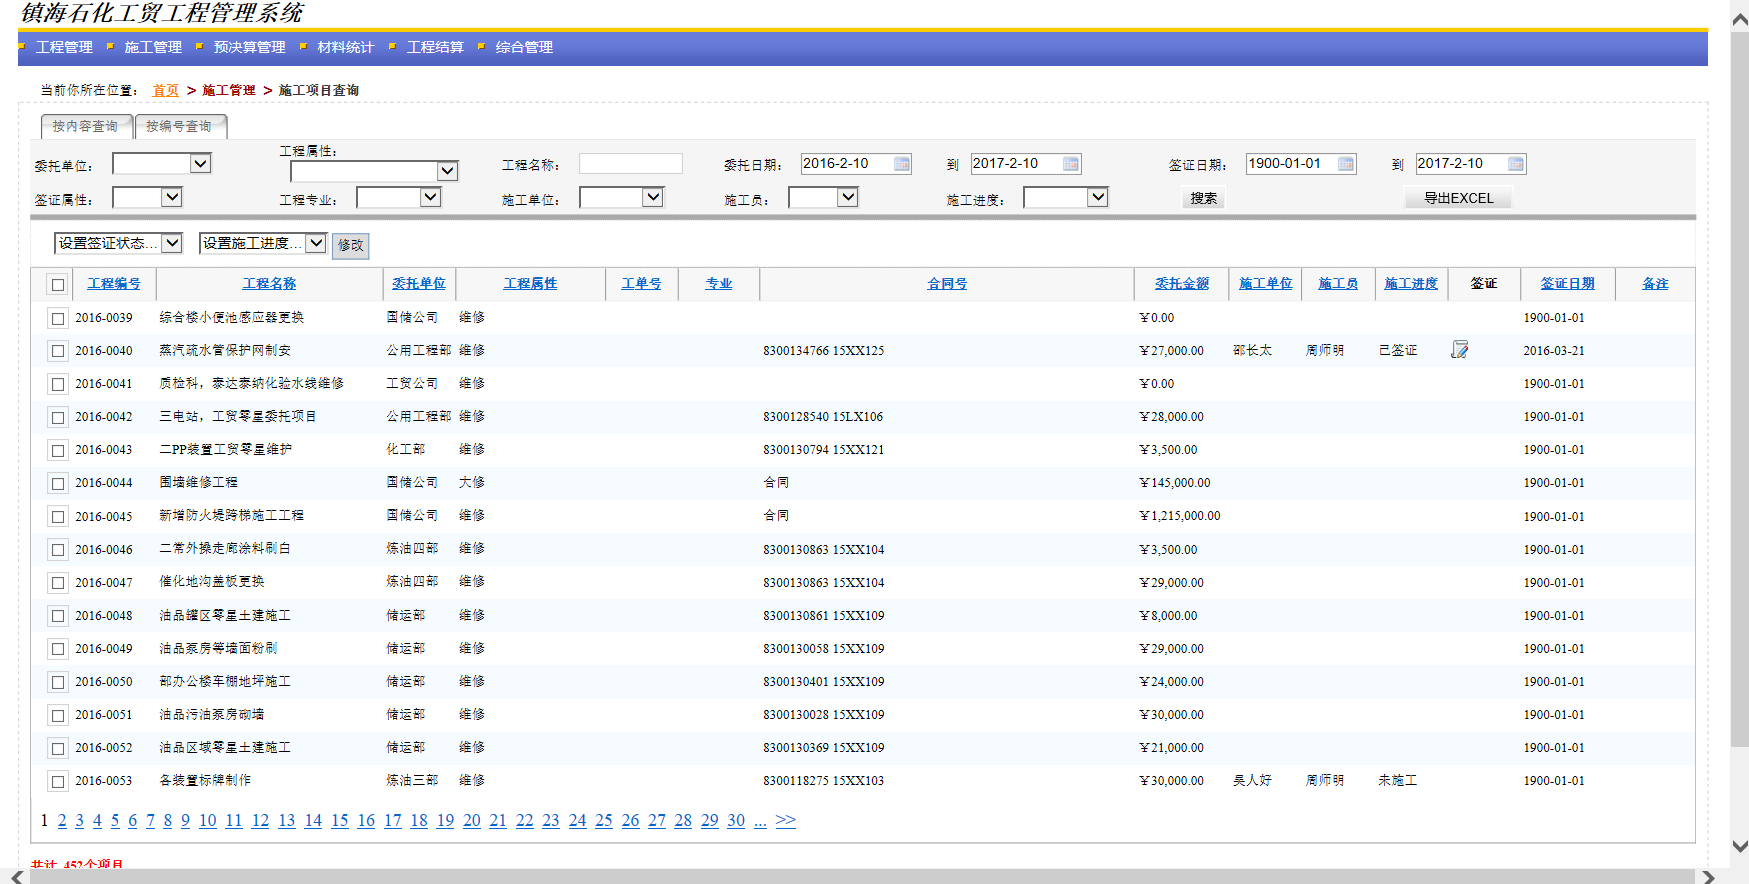 镇海石化工贸工程管理系统
工程管理 施工管理 预决算管理 材料统计 工程结算 综合管理
当前你所在位置： 首页 > 施工管理 > 施工项目查询
按内容查询 按编号查询
委托单位： 工程属性： 工程名称： 委托日期： 2016-2-10 到 2017-2-10 签证日期： 1900-01-01 到 2017-2-10
签证属性： 工程专业： 施工单位： 施工员： 施工进度： 搜索 导出EXCEL
设置签证状态... 设置施工进度... 修改
工程编号 工程名称 委托单位 工程属性 工单号 专业 合同号 委托金额 施工单位 施工员 施工进度 签证 签证日期 备注
2016-0039 综合楼小便池感应器更换 国储公司 维修 ￥0.00 1900-01-01
2016-0040 蒸汽疏水管保护网制安 公用工程部 维修 8300134766 15XX125 ￥27,000.00 邵长太 周师明 已签证 2016-03-21
2016-0041 质检科，泰达泰纳化验水线维修 工贸公司 维修 ￥0.00 1900-01-01
2016-0042 三电站，工贸零星委托项目 公用工程部 维修 8300128540 15LX106 ￥28,000.00 1900-01-01
2016-0043 二PP装置工贸零星维护 化工部 维修 8300130794 15XX121 ￥3,500.00 1900-01-01
2016-0044 围墙维修工程 国储公司 大修 合同 ￥145,000.00 1900-01-01
2016-0045 新增防火堤跨梯施工工程 国储公司 维修 合同 ￥1,215,000.00 1900-01-01
2016-0046 二常外操走廊涂料刷白 炼油四部 维修 8300130863 15XX104 ￥3,500.00 1900-01-01
2016-0047 催化地沟盖板更换 炼油四部 维修 8300130863 15XX104 ￥29,000.00 1900-01-01
2016-0048 油品罐区零星土建施工 储运部 维修 8300130861 15XX109 ￥8,000.00 1900-01-01
2016-0049 油品泵房等墙面粉刷 储运部 维修 8300130058 15XX109 ￥29,000.00 1900-01-01
2016-0050 部办公楼车棚地坪施工 储运部 维修 8300130401 15XX109 ￥24,000.00 1900-01-01
2016-0051 油品污油泵房砌墙 储运部 维修 8300130028 15XX109 ￥30,000.00 1900-01-01
2016-0052 油品区域零星土建施工 储运部 维修 8300130369 15XX109 ￥21,000.00 1900-01-01
2016-0053 各装置标牌制作 炼油三部 维修 8300118275 15XX103 ￥30,000.00 吴人好 周师明 未施工 1900-01-01
1 2 3 4 5 6 7 8 9 10 11 12 13 14 15 16 17 18 19 20 21 22 23 24 25 26 27 28 29 30 ... >>
共计 452个项目